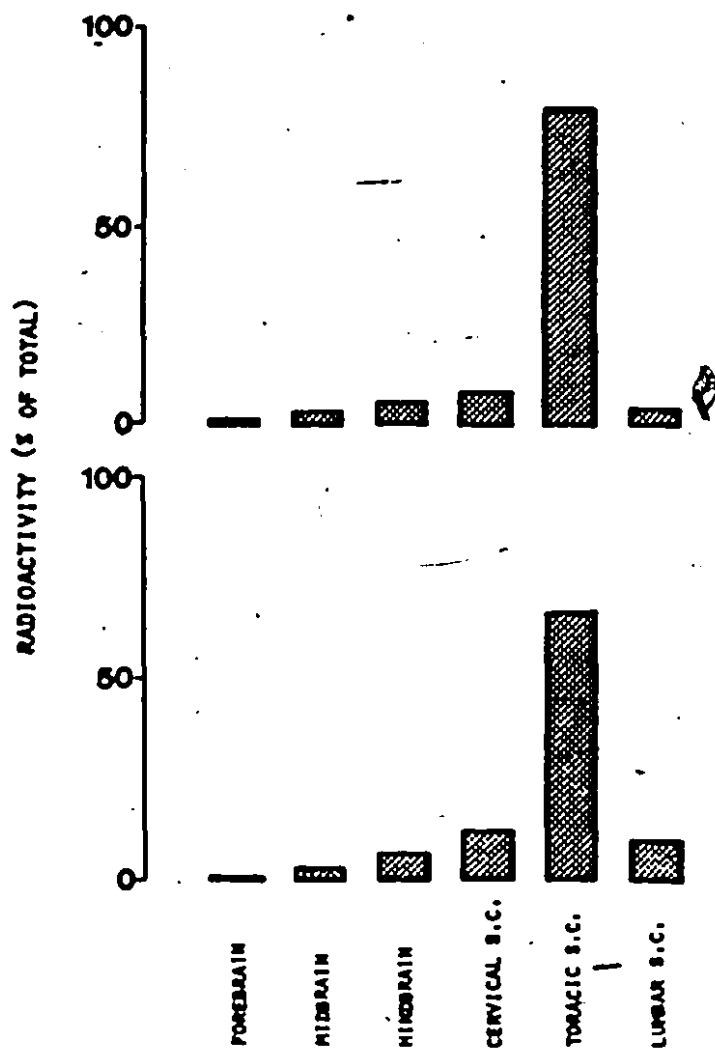 100
50
0
100
50
0
RADIOACTIVITY (% OF TOTAL)
FOREBRAIN
MIDBRAIN
HINDBRAIN
CERVICAL S.C.
TORACIC S.C.
LUMBAR S.C.